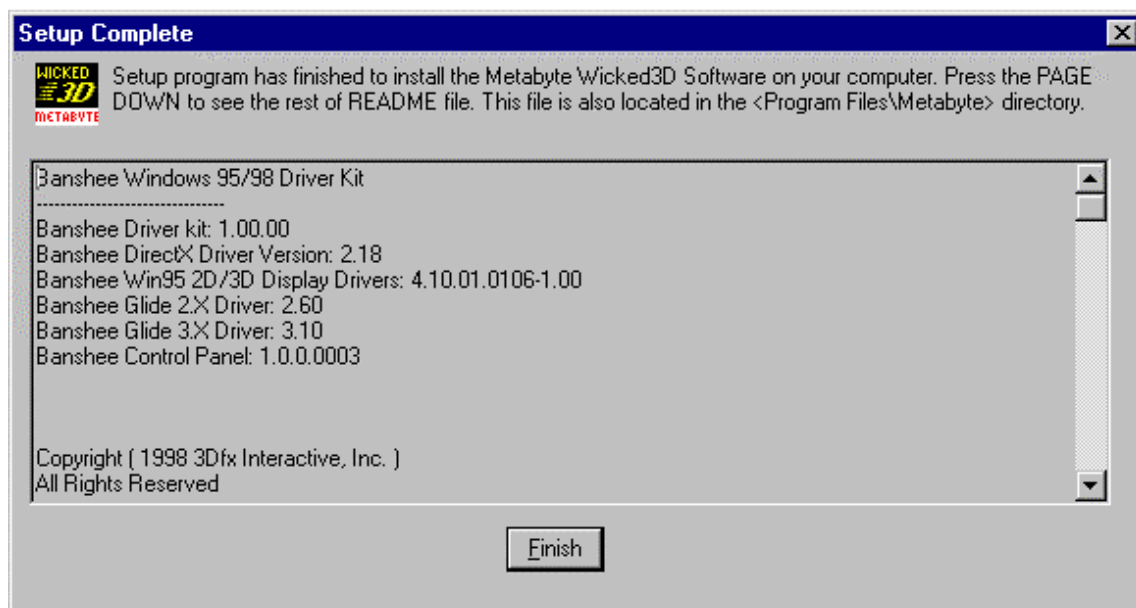 Setup Complete
WICKED
3D
METABYTE
Setup program has finished to install the Metabyte Wicked3D Software on your computer. Press the PAGE
DOWN to see the rest of README file. This file is also located in the <Program Files\Metabyte> directory.
Banshee Windows 95/98 Driver Kit
--------------------------------
Banshee Driver kit: 1.00.00
Banshee DirectX Driver Version: 2.18
Banshee Win95 2D/3D Display Drivers: 4.10.01.0106-1.00
Banshee Glide 2.X Driver: 2.60
Banshee Glide 3.X Driver: 3.10
Banshee Control Panel: 1.0.0.0003
Copyright ( 1998 3Dfx Interactive, Inc. )
All Rights Reserved
Finish